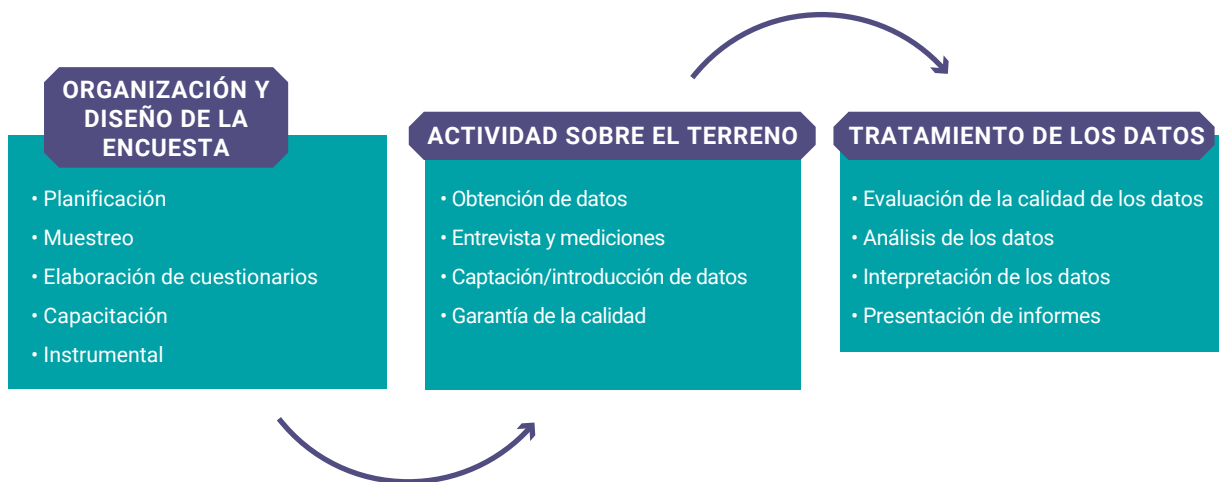 ORGANIZACIÓN Y
DISEÑO DE LA
ENCUESTA
• Planificación
• Muestreo
• Elaboración de cuestionarios
• Capacitación
• Instrumental
ACTIVIDAD SOBRE EL TERRENO
• Obtención de datos
• Entrevista y mediciones
• Captación/introducción de datos
• Garantía de la calidad
TRATAMIENTO DE LOS DATOS
• Evaluación de la calidad de los datos
• Análisis de los datos
• Interpretación de los datos
• Presentación de informes